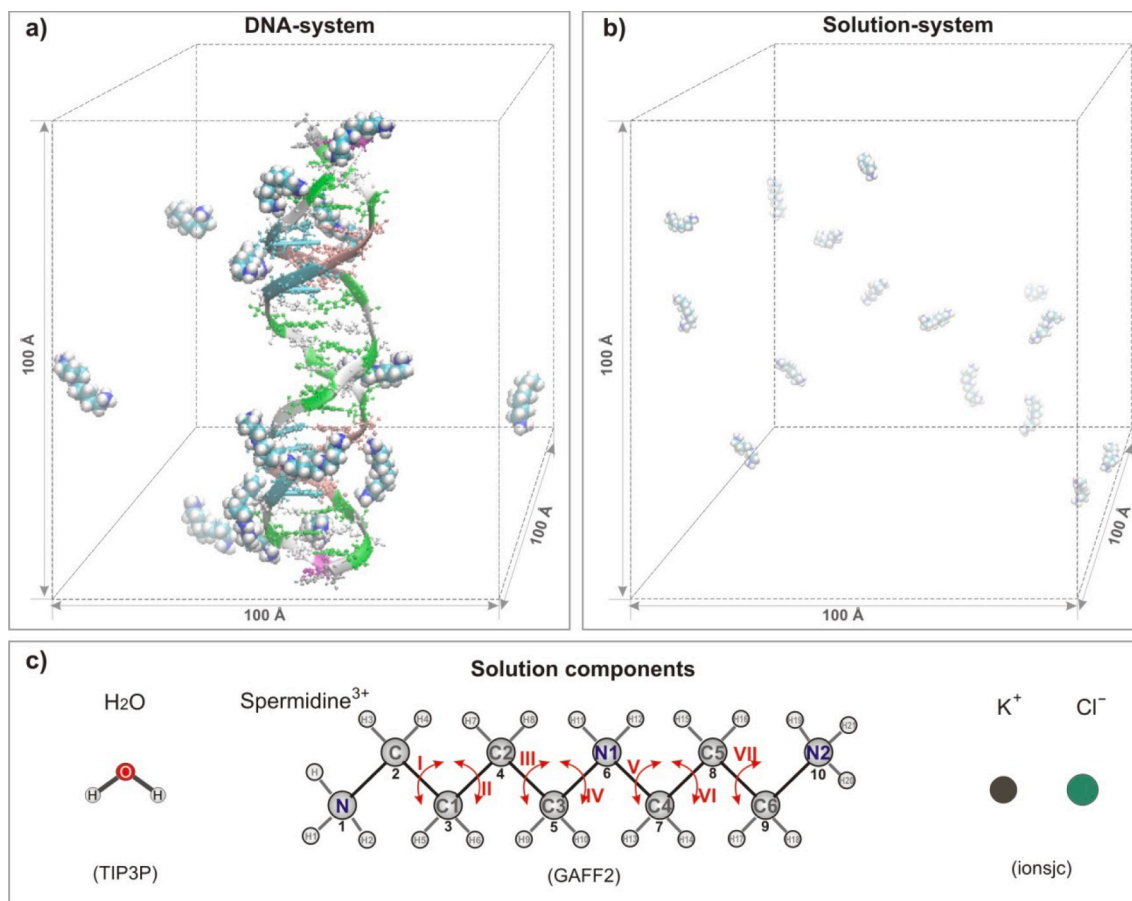 a)
DNA-system
100 Å
100 Å
100 Å
b)
Solution-system
100 Å
100 Å
100 Å
c)
Solution components
H2O
Spermidine3+
K+
Cl−
H3
H4
H7
H8
H11
H12
H15
H16
H19
H21
C
C2
N1
C5
N2
2
4
6
8
10
H20
I
II
III
IV
V
VI
VII
O
H
H
H
N
C1
C3
C4
C6
1
3
5
7
9
H1
H2
H5
H6
H9
H10
H13
H14
H17
H18
(TIP3P)
(GAFF2)
(ionsjc)